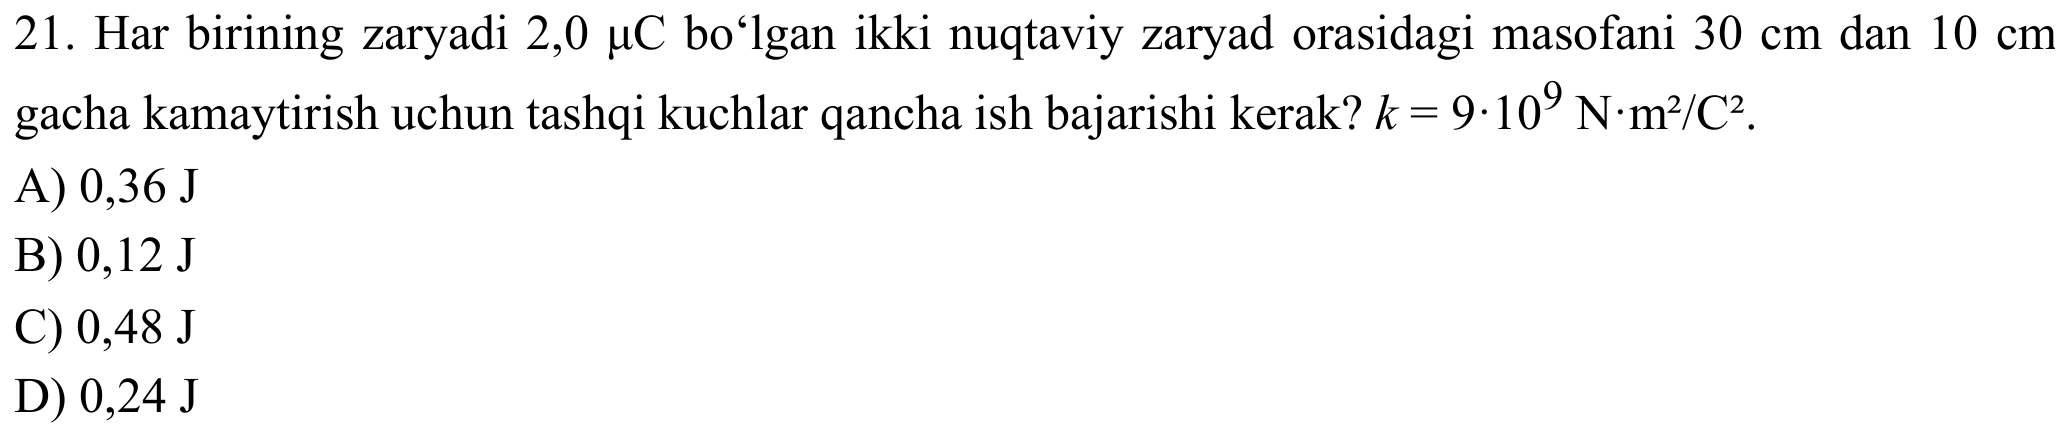 21. Har birining zaryadi 2,0 µC bo‘lgan ikki nuqtaviy zaryad orasidagi masofani 30 cm dan 10 cm
gacha kamaytirish uchun tashqi kuchlar qancha ish bajarishi kerak? k = 9·10⁹ N·m²/C².
A) 0,36 J
B) 0,12 J
C) 0,48 J
D) 0,24 J